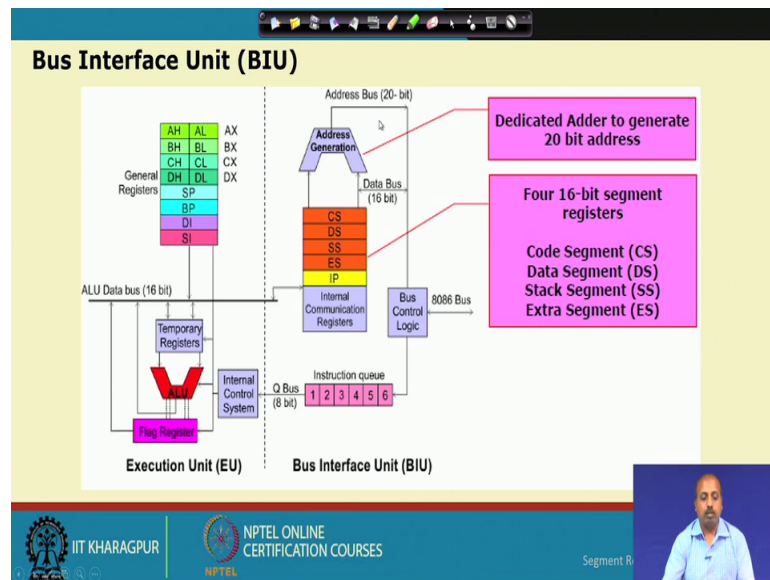 Bus Interface Unit (BIU)
Address Bus (20- bit)
AH AL AX
BH BL BX
CH CL CX
DH DL DX
General
Registers
SP
BP
DI
SI
Address
Generation
Data Bus
(16 bit)
CS
DS
SS
ES
IP
Internal
Communication
Registers
Dedicated Adder to generate
20 bit address
Four 16-bit segment
registers
Code Segment (CS)
Data Segment (DS)
Stack Segment (SS)
Extra Segment (ES)
ALU Data bus (16 bit)
Bus
Control
Logic
8086 Bus
Temporary
Registers
ALU
Internal
Control
System
Q Bus
(8 bit)
Instruction queue
1 2 3 4 5 6
Flag Register
Execution Unit (EU)
Bus Interface Unit (BIU)
IIT KHARAGPUR
NPTEL
NPTEL ONLINE
CERTIFICATION COURSES